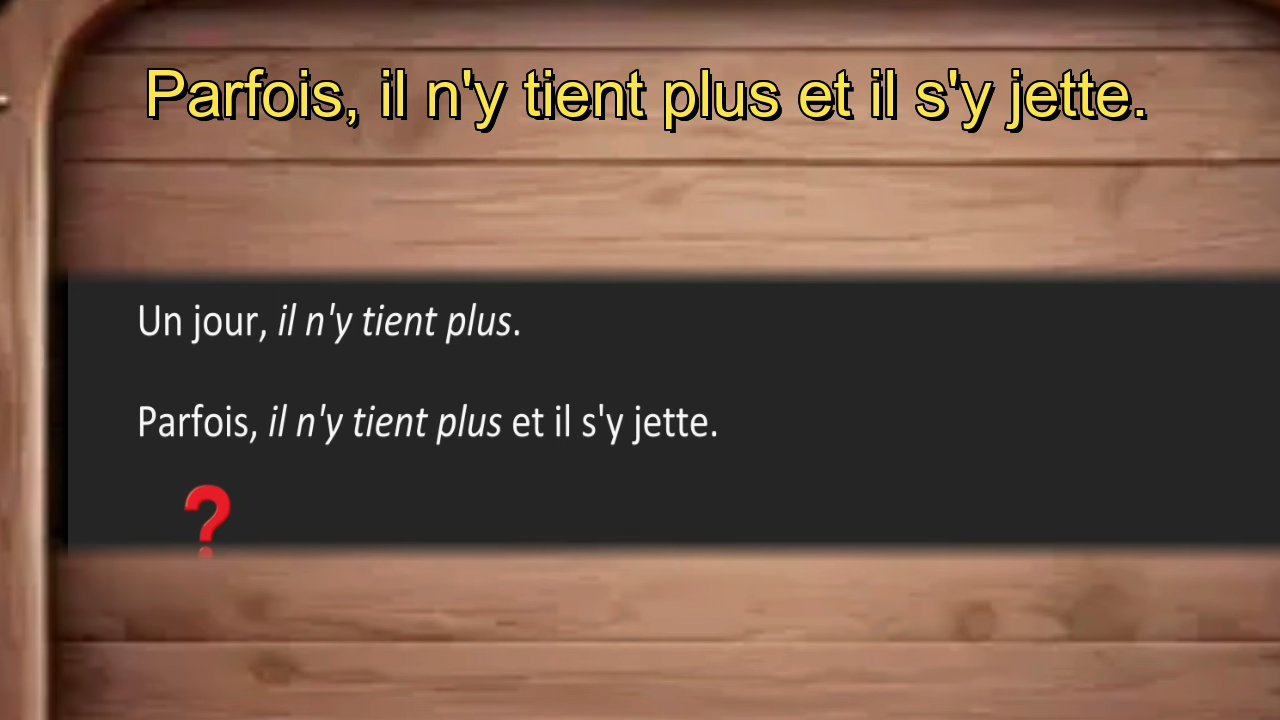 Parfois, il n'y tient plus et il s'y jette.
Un jour, il n'y tient plus.
Parfois, il n'y tient plus et il s'y jette.
?